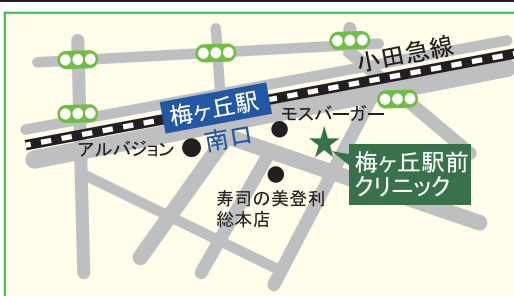 小田急線
梅ヶ丘駅
モスバーガー
南口
アルバジョン
梅ヶ丘駅前
クリニック
寿司の美登利
総本店